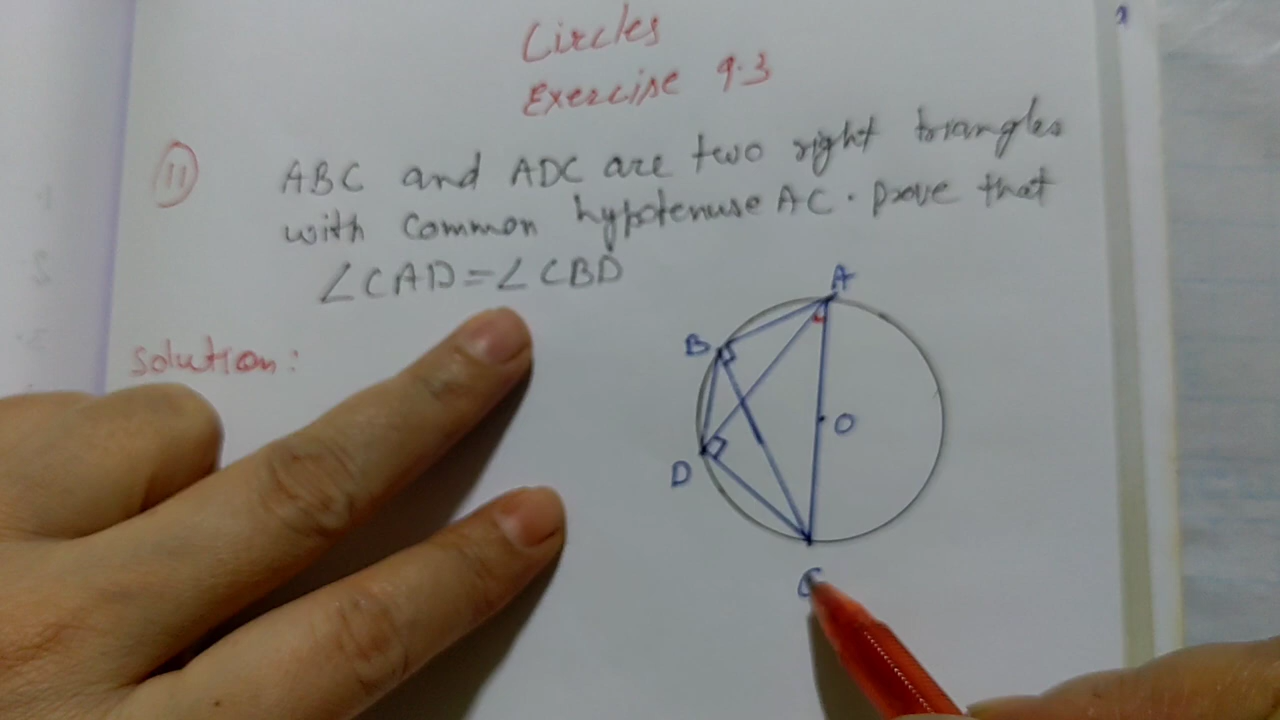 Circles
Exercise 9.3
11 ABC and ADC are two right triangles
with common hypotenuse AC. prove that
∠CAD=∠CBD
Solution:
A
B
O
D
C